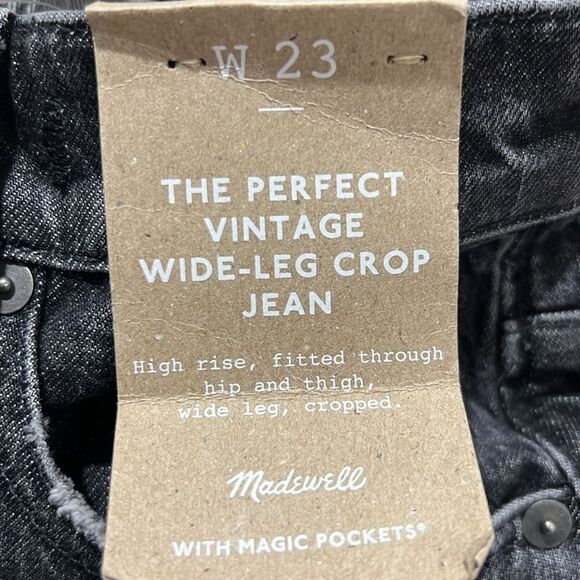 W 23
THE PERFECT
VINTAGE
WIDE-LEG CROP
JEAN
High rise, fitted through
hip and thigh,
wide leg, cropped.
Madewell
WITH MAGIC POCKETS®